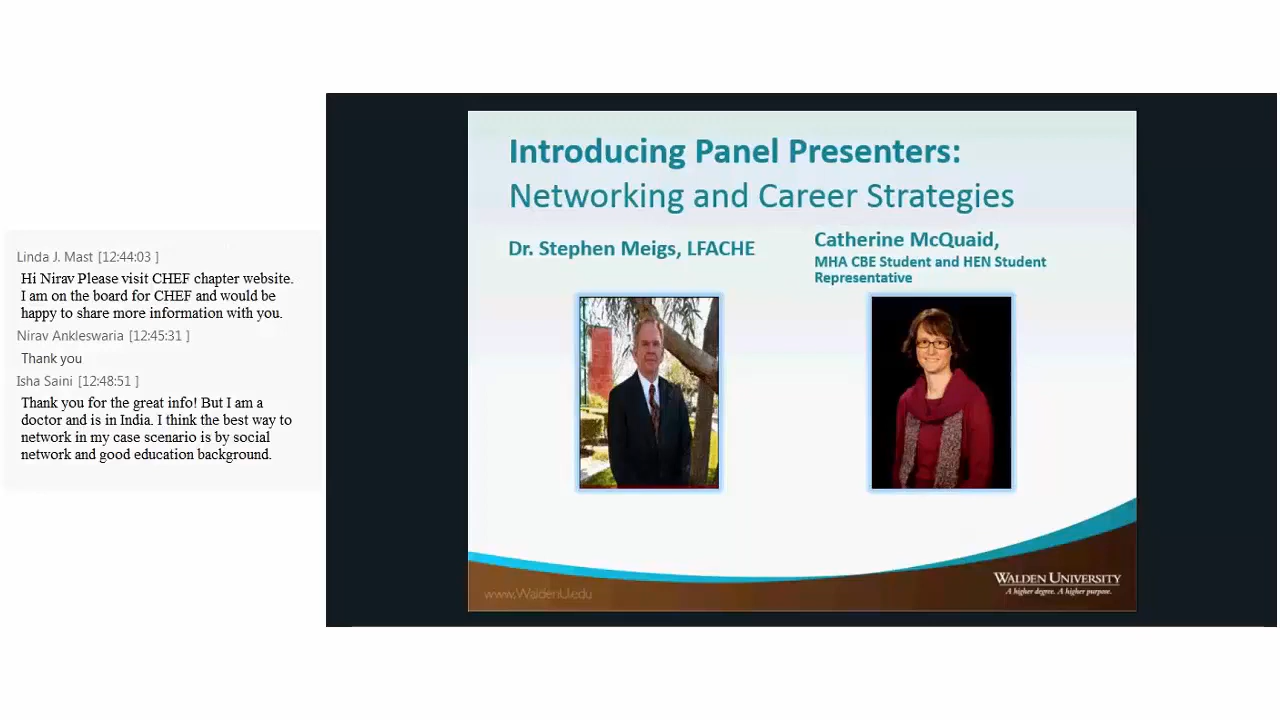 Linda J. Mast [12:44:03 ]
Hi Nirav Please visit CHEF chapter website.
I am on the board for CHEF and would be
happy to share more information with you.
Nirav Ankleswaria [12:45:31 ]
Thank you
Isha Saini [12:48:51 ]
Thank you for the great info! But I am a
doctor and is in India. I think the best way to
network in my case scenario is by social
network and good education background.
Introducing Panel Presenters:
Networking and Career Strategies
Dr. Stephen Meigs, LFACHE
Catherine McQuaid,
MHA CBE Student and HEN Student
Representative
www.WaldenU.edu
WALDEN UNIVERSITY
A higher degree. A higher purpose.